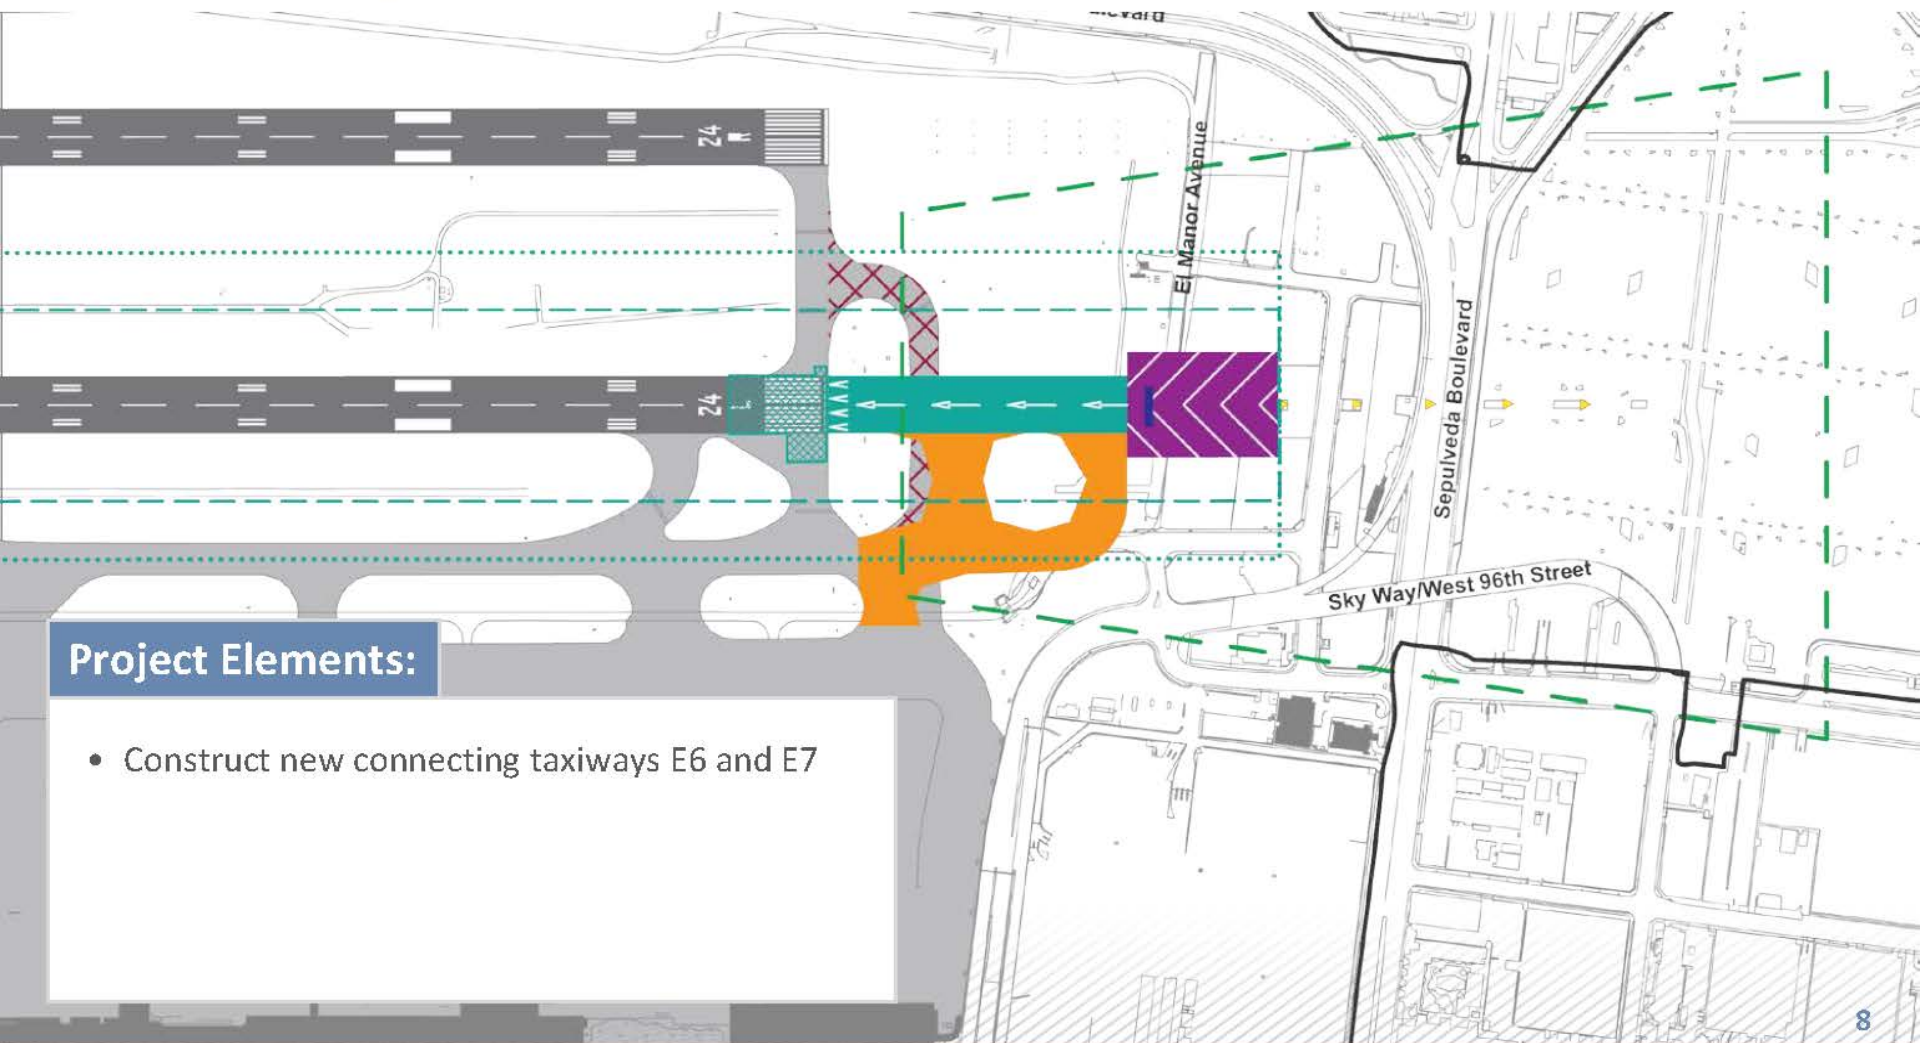 24
R
El Manor Avenue
24
Sepulveda Boulevard
Sky Way/West 96th Street
Project Elements:
• Construct new connecting taxiways E6 and E7
8